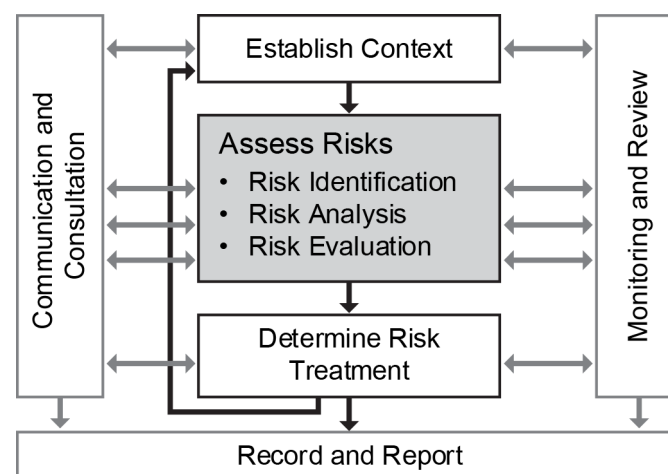 Establish Context
Communication and
Consultation
Assess Risks
• Risk Identification
• Risk Analysis
• Risk Evaluation
Monitoring and Review
Determine Risk
Treatment
Record and Report